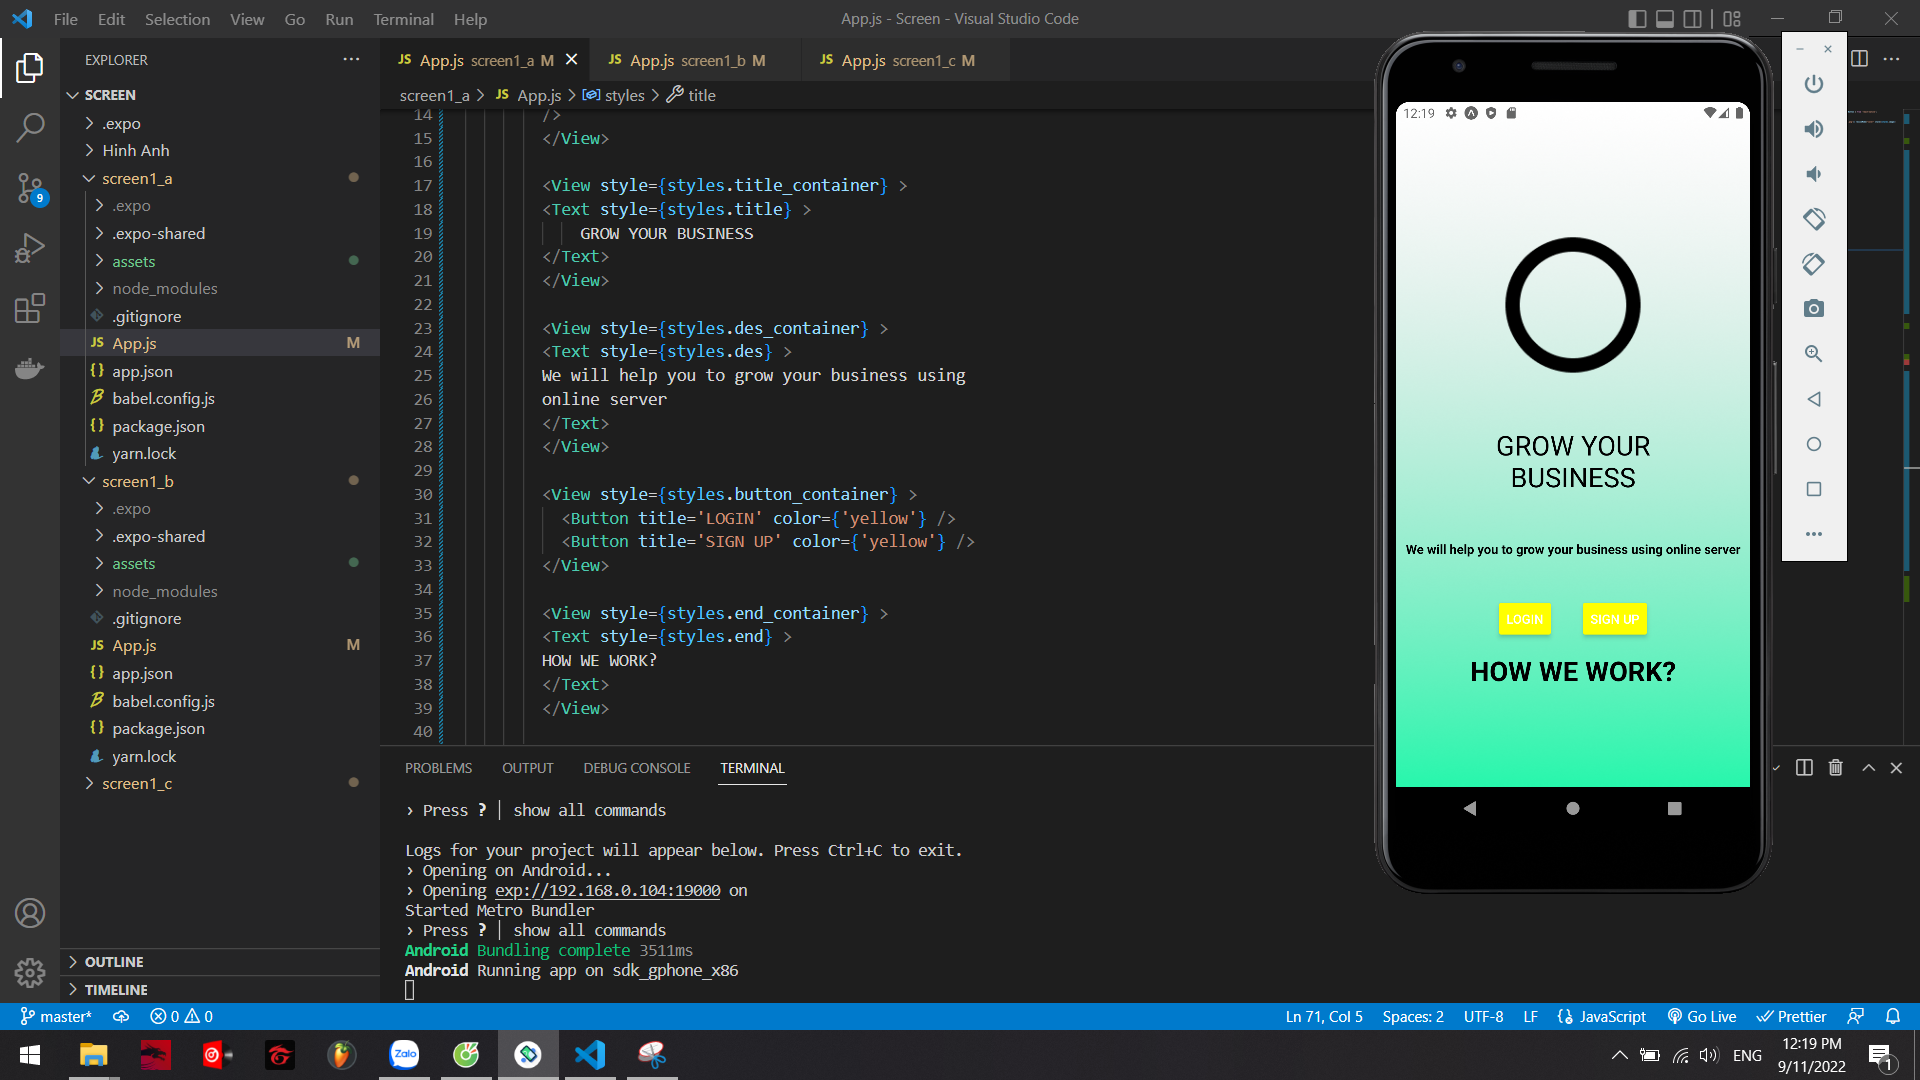 File Edit Selection View Go Run Terminal Help
App.js - Screen - Visual Studio Code
EXPLORER
SCREEN
.expo
Hinh Anh
screen1_a
.expo
.expo-shared
assets
node_modules
.gitignore
JS App.js M
{} app.json
babel.config.js
{} package.json
yarn.lock
screen1_b
.expo
.expo-shared
assets
node_modules
.gitignore
JS App.js M
{} app.json
babel.config.js
{} package.json
yarn.lock
screen1_c
OUTLINE
TIMELINE
9
JS App.js screen1_a M
JS App.js screen1_b M
JS App.js screen1_c M
screen1_a > JS App.js > styles > title
14 />
15 </View>
16
17 <View style={styles.title_container} >
18 <Text style={styles.title} >
19 GROW YOUR BUSINESS
20 </Text>
21 </View>
22
23 <View style={styles.des_container} >
24 <Text style={styles.des} >
25 We will help you to grow your business using
26 online server
27 </Text>
28 </View>
29
30 <View style={styles.button_container} >
31 <Button title='LOGIN' color={'yellow'} />
32 <Button title='SIGN UP' color={'yellow'} />
33 </View>
34
35 <View style={styles.end_container} >
36 <Text style={styles.end} >
37 HOW WE WORK?
38 </Text>
39 </View>
40
PROBLEMS OUTPUT DEBUG CONSOLE TERMINAL
› Press ? │ show all commands
Logs for your project will appear below. Press Ctrl+C to exit.
› Opening on Android...
› Opening exp://192.168.0.104:19000 on
Started Metro Bundler
› Press ? │ show all commands
Android Bundling complete 3511ms
Android Running app on sdk_gphone_x86
12:19
GROW YOUR
BUSINESS
We will help you to grow your business using online server
LOGIN SIGN UP
HOW WE WORK?
master* 0 0
Ln 71, Col 5 Spaces: 2 UTF-8 LF {} JavaScript Go Live Prettier
Zalo
ENG
12:19 PM
9/11/2022
1